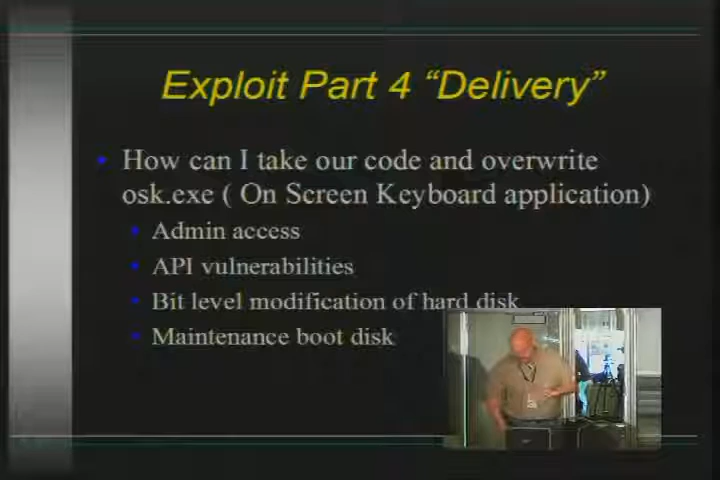 Exploit Part 4 “Delivery”
• How can I take our code and overwrite
osk.exe ( On Screen Keyboard application)
• Admin access
• API vulnerabilities
• Bit level modification of hard disk
• Maintenance boot disk